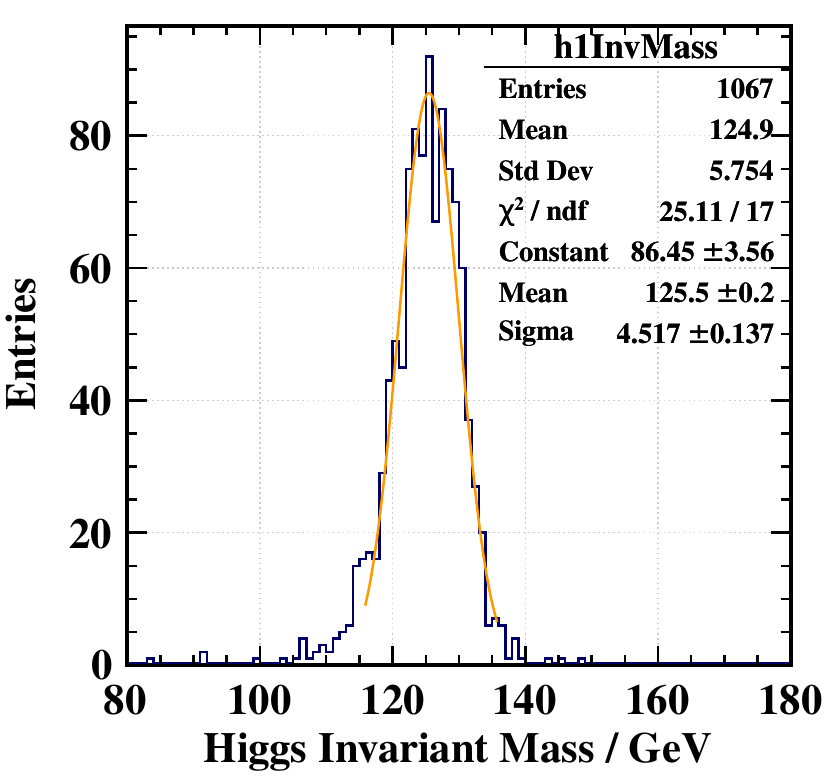 h1InvMass
Entries 1067
Mean 124.9
Std Dev 5.754
χ² / ndf 25.11 / 17
Constant 86.45 ±3.56
Mean 125.5 ±0.2
Sigma 4.517 ±0.137
Entries
80
60
40
20
0
80 100 120 140 160 180
Higgs Invariant Mass / GeV